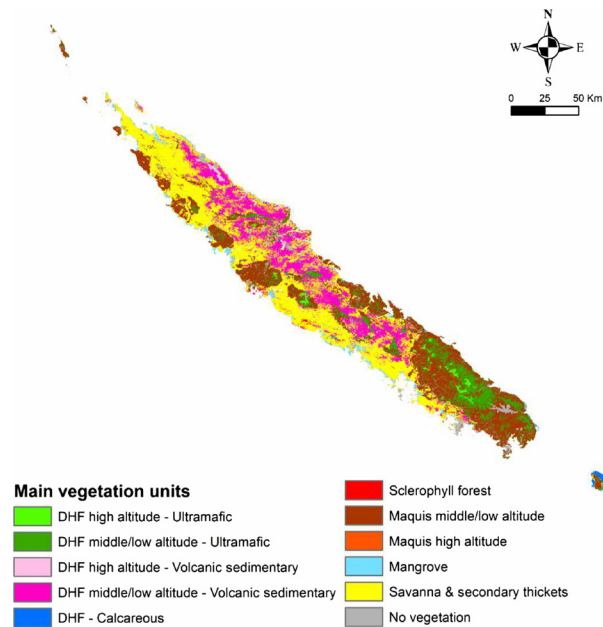 N
W E
S
0 25 50 Km
Main vegetation units
DHF high altitude - Ultramafic
DHF middle/low altitude - Ultramafic
DHF high altitude - Volcanic sedimentary
DHF middle/low altitude - Volcanic sedimentary
DHF - Calcareous
Sclerophyll forest
Maquis middle/low altitude
Maquis high altitude
Mangrove
Savanna & secondary thickets
No vegetation